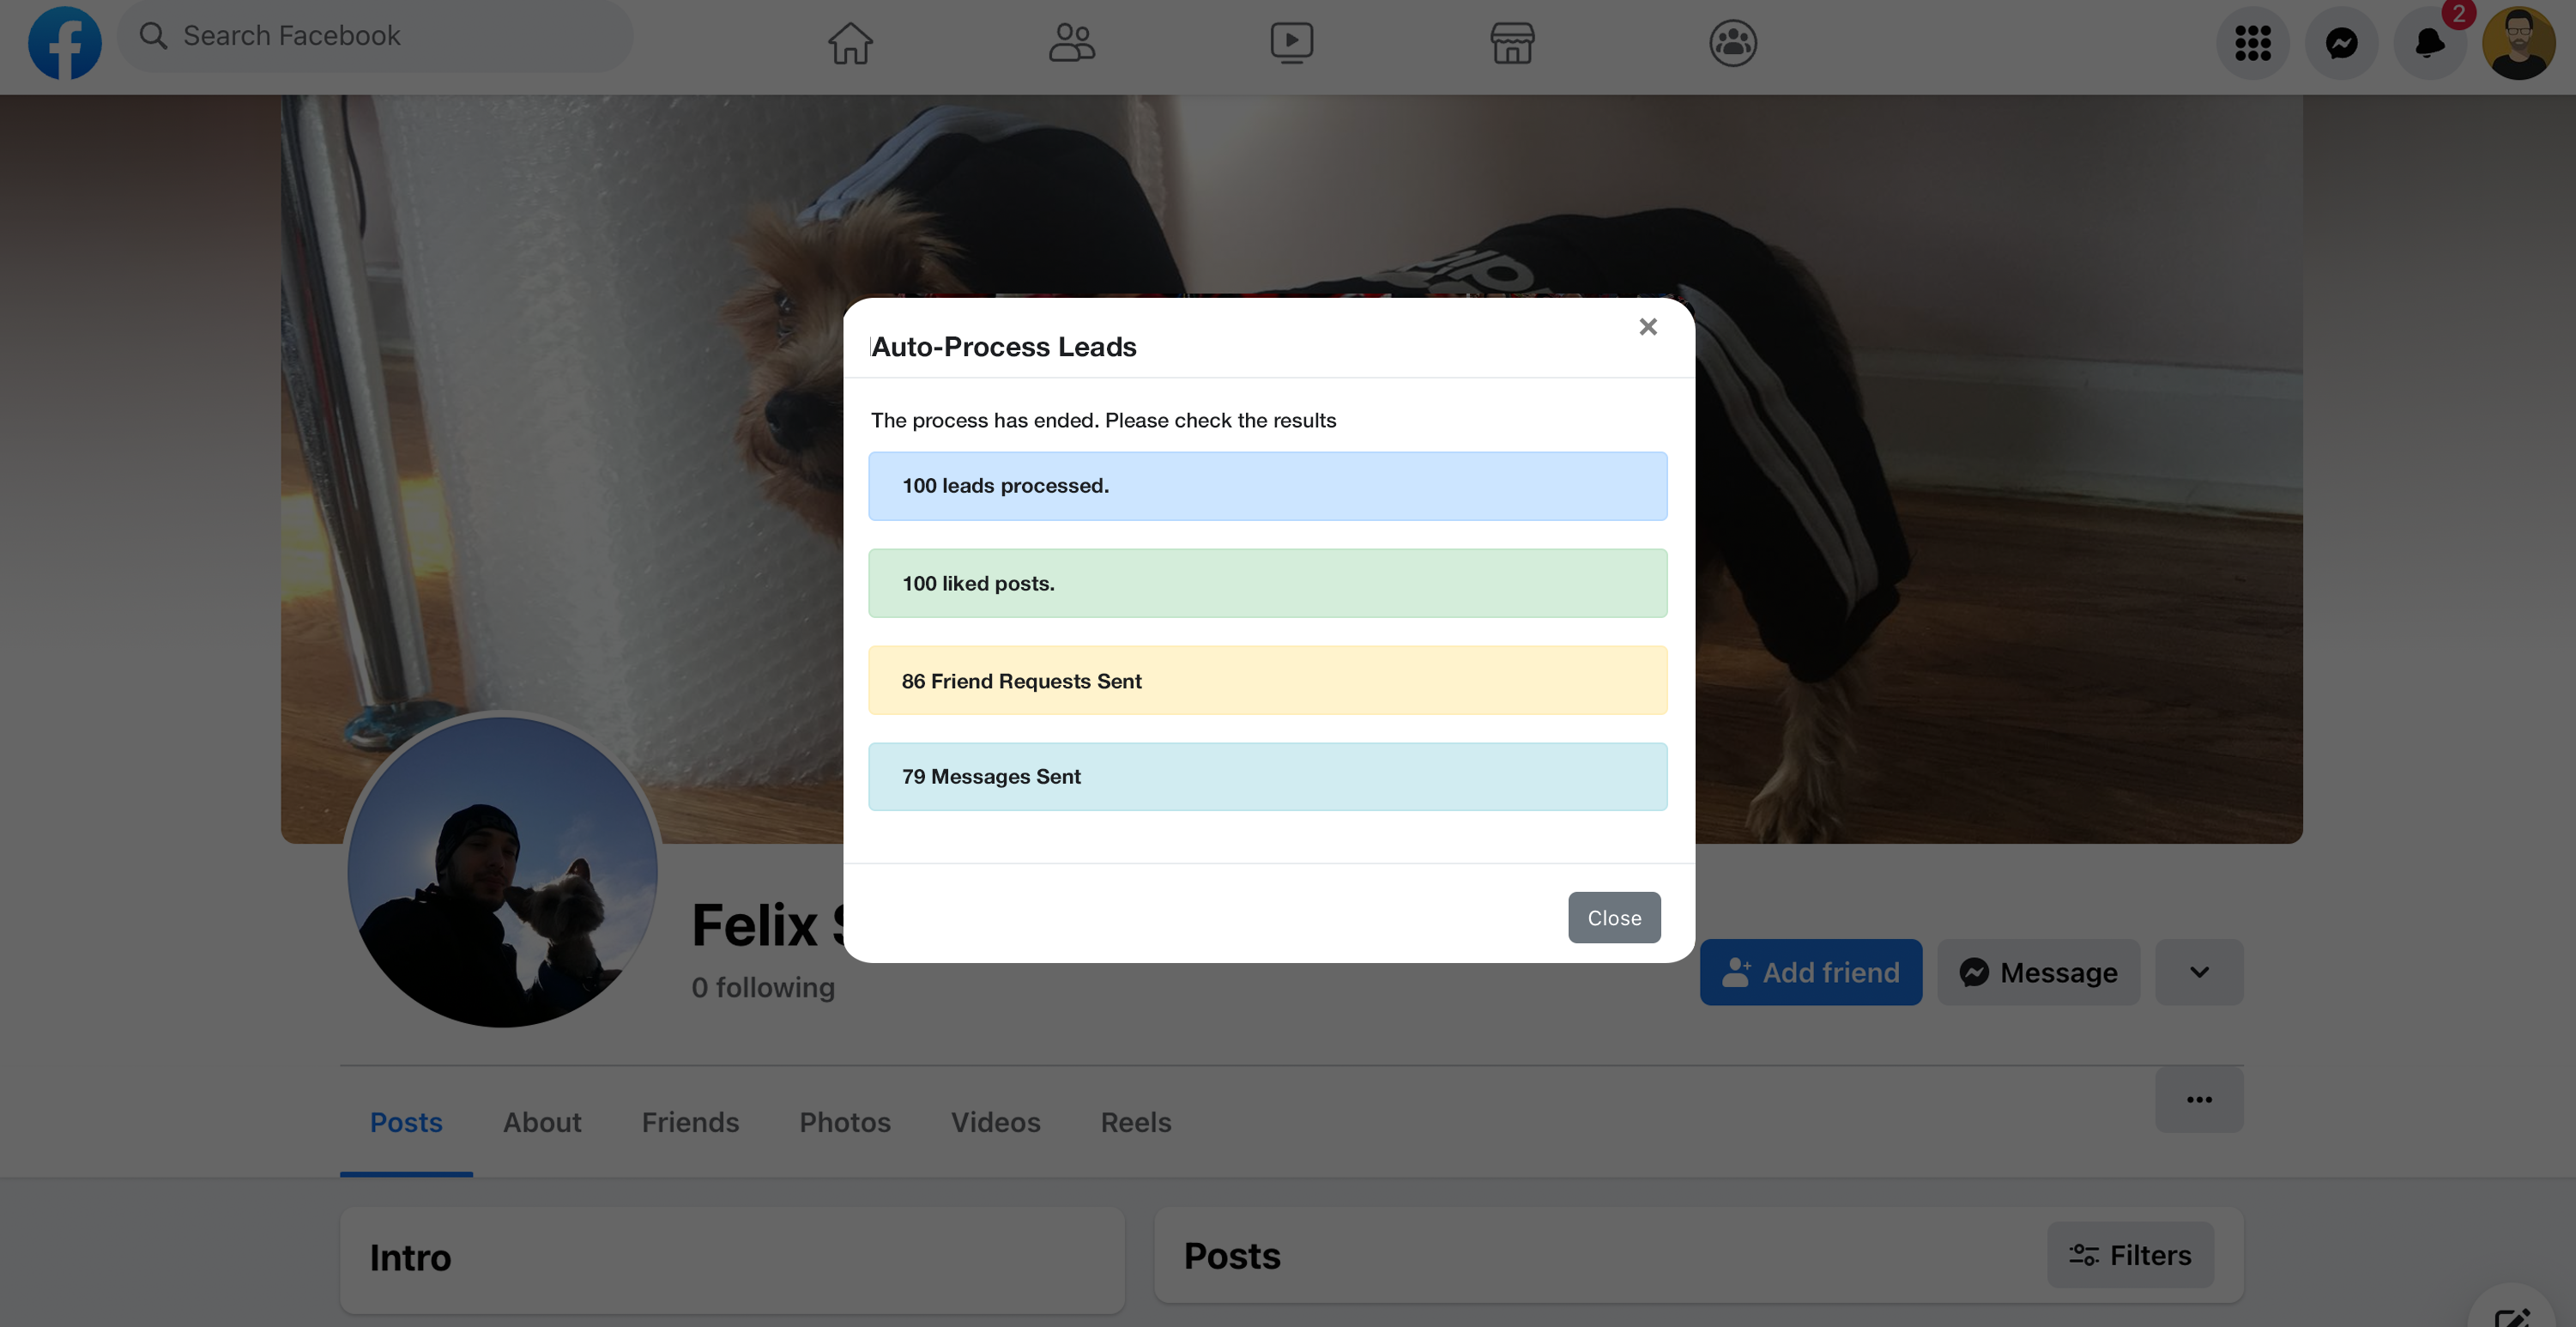 Search Facebook
2
Auto-Process Leads
The process has ended. Please check the results
100 leads processed.
100 liked posts.
86 Friend Requests Sent
79 Messages Sent
Close
Felix
0 following
Add friend
Message
Posts
About
Friends
Photos
Videos
Reels
Intro
Posts
Filters